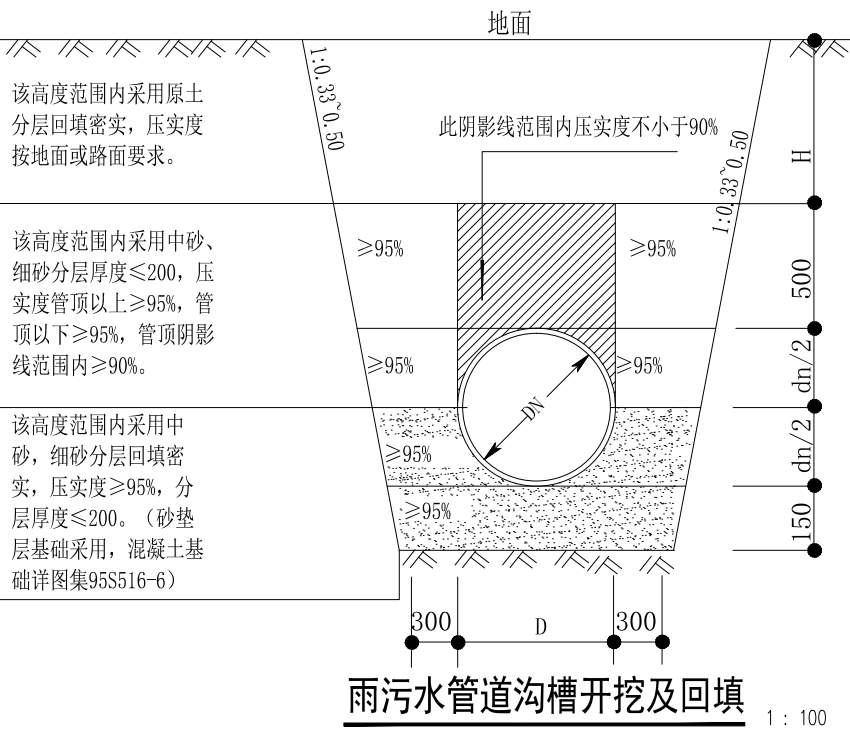 地面
1:0.33~0.50
该高度范围内采用原土
分层回填密实，压实度
按地面或路面要求。
此阴影线范围内压实度不小于90%
1:0.33~0.50
H
该高度范围内采用中砂、
细砂分层厚度≤200，压
实度管顶以上≥95%，管
顶以下≥95%，管顶阴影
线范围内≥90%。
≥95%
≥95%
500
≥95%
≥95%
dn/2
DN
该高度范围内采用中
砂，细砂分层回填密
实，压实度≥95%，分
层厚度≤200。（砂垫
层基础采用，混凝土基
础详图集95S516-6）
≥95%
dn/2
≥95%
150
300
D
300
雨污水管道沟槽开挖及回填
1：100